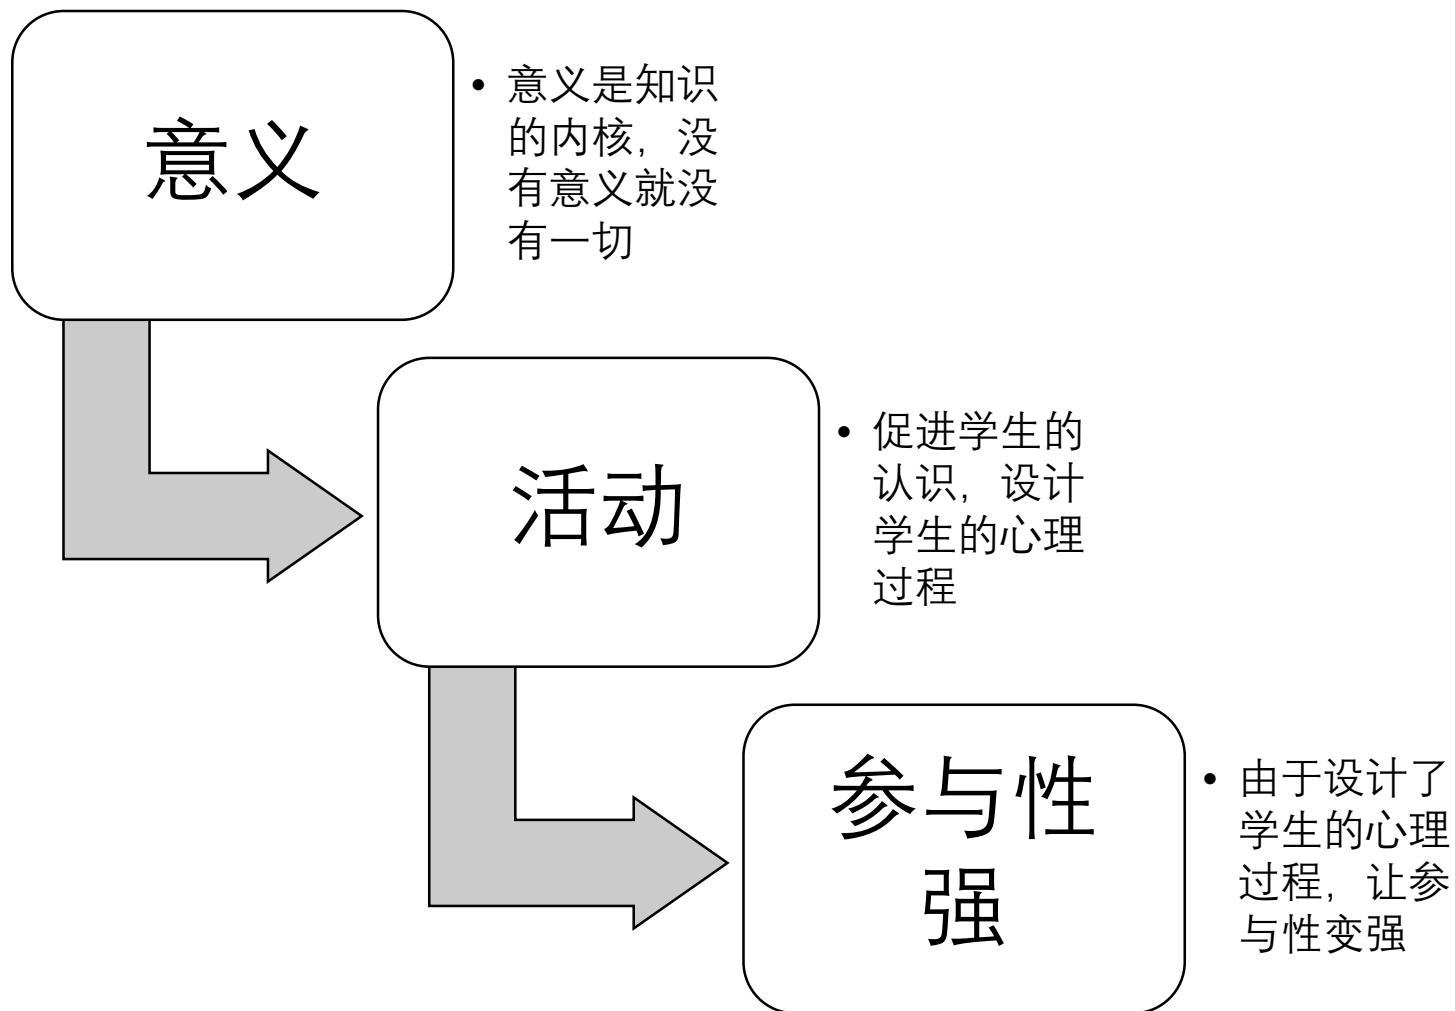 意义
• 意义是知识
的内核，没
有意义就没
有一切
活动
• 促进学生的
认识，设计
学生的心理
过程
参与性
强
• 由于设计了
学生的心理
过程，让参
与性变强